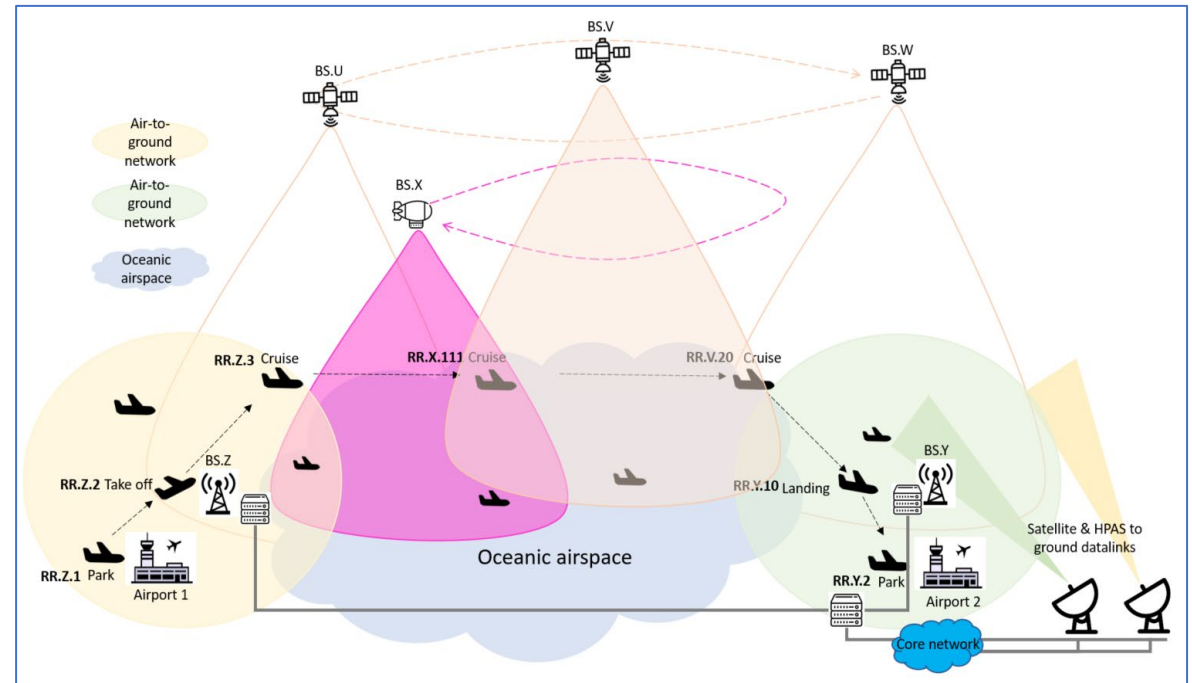 BS.V
BS.W
BS.U
Air-to-
ground
network
BS.X
Air-to-
ground
network
Oceanic
airspace
RR.Z.3 Cruise
RR.X.111 Cruise
RR.V.20 Cruise
BS.Z
BS.Y
RR.Z.2 Take off
RR.Y.10 Landing
Satellite & HPAS to
ground datalinks
Oceanic airspace
RR.Z.1 Park
Airport 1
RR.Y.2 Park
Airport 2
Core network